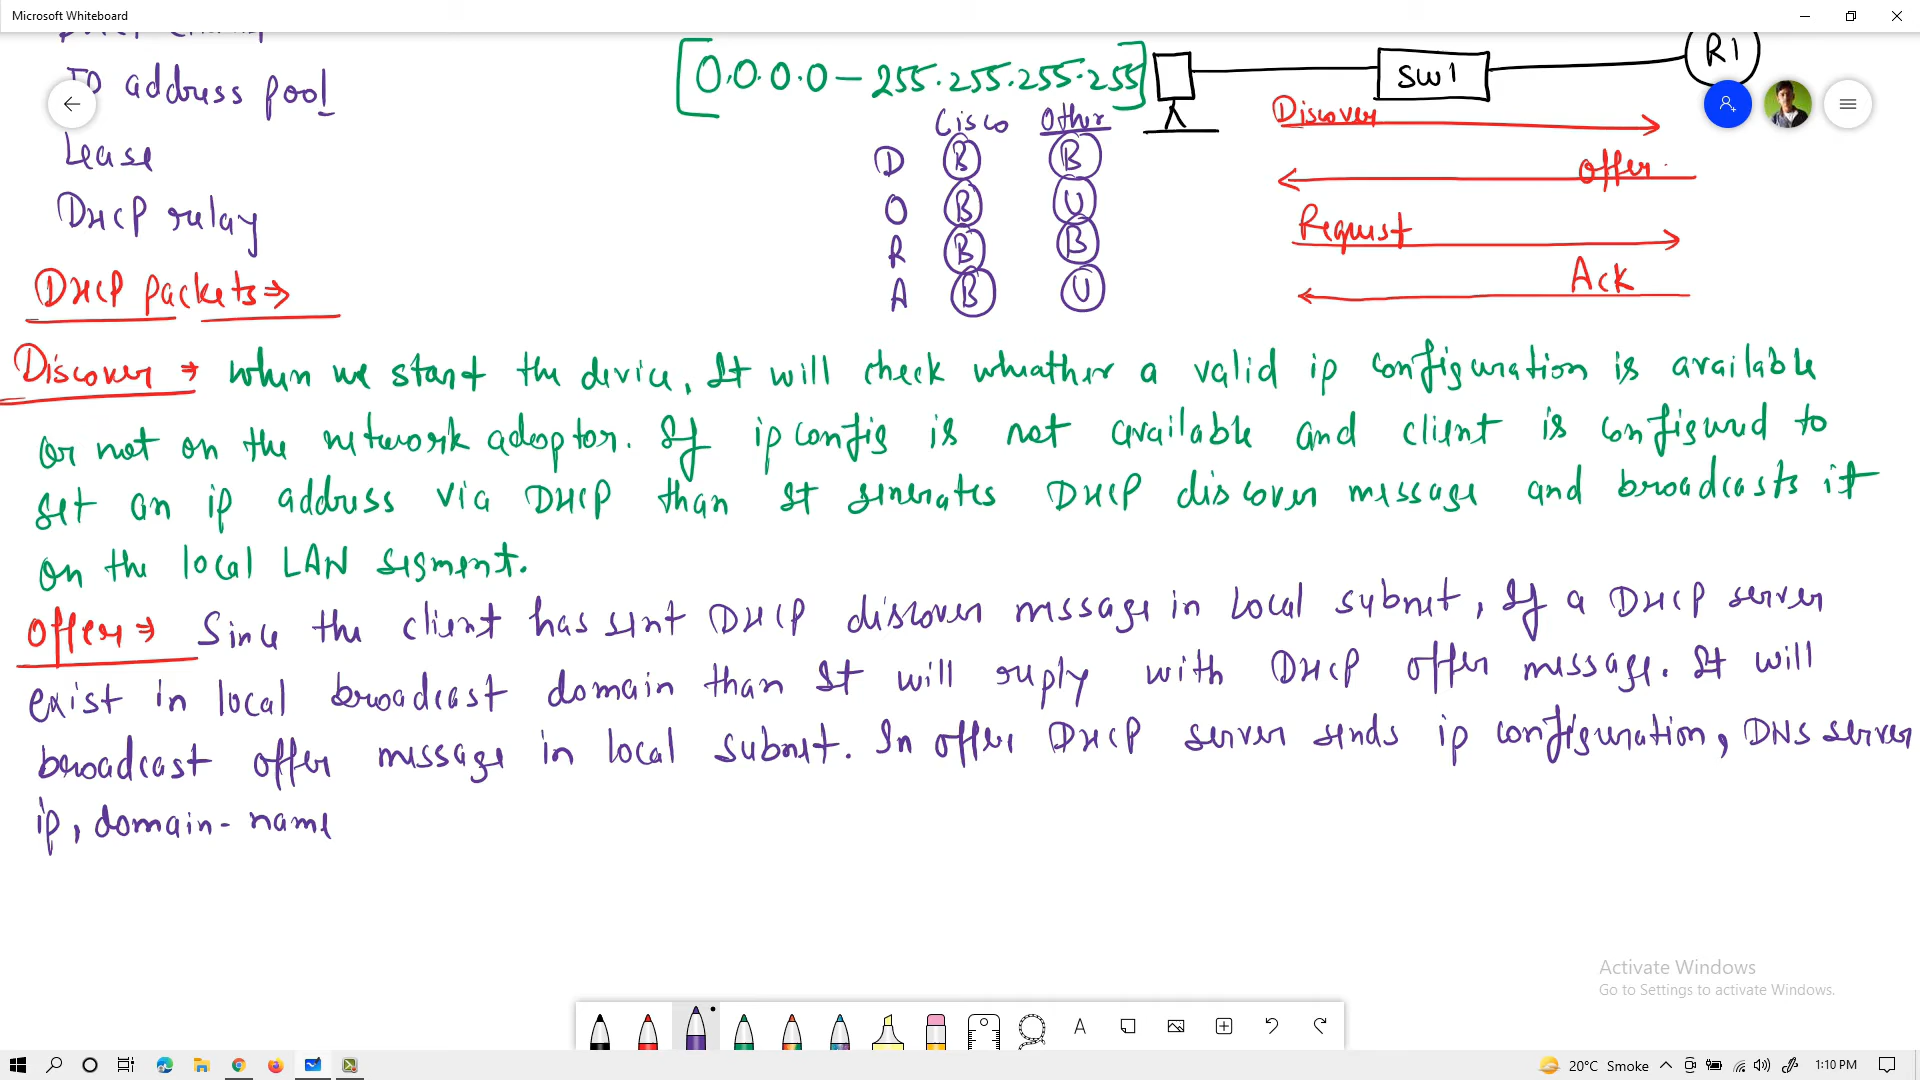 Microsoft Whiteboard
IP address pool
Lease
DHCP relay
[0.0.0.0 - 255.255.255.255]
SW1
R1
Cisco Other
D B B
O B U
R B B
A B U
Discover
Offer
Request
Ack
DHCP packets ⇒
Discover ⇒ when we start the device, It will check wheather a valid ip configuration is available
or not on the network adoptor. If ip config is not available and client is configured to
get an ip address via DHCP than It generates DHCP discover message and broadcasts it
on the local LAN segment.
Offer ⇒ Since the client has sent DHCP discover message in local subnet, If a DHCP server
exist in local broadcast domain than It will reply with DHCP offer message. It will
broadcast offer message in local subnet. In offer DHCP server sends ip configuration, DNS server
ip, domain-name
Activate Windows
Go to Settings to activate Windows.
20°C Smoke
1:10 PM